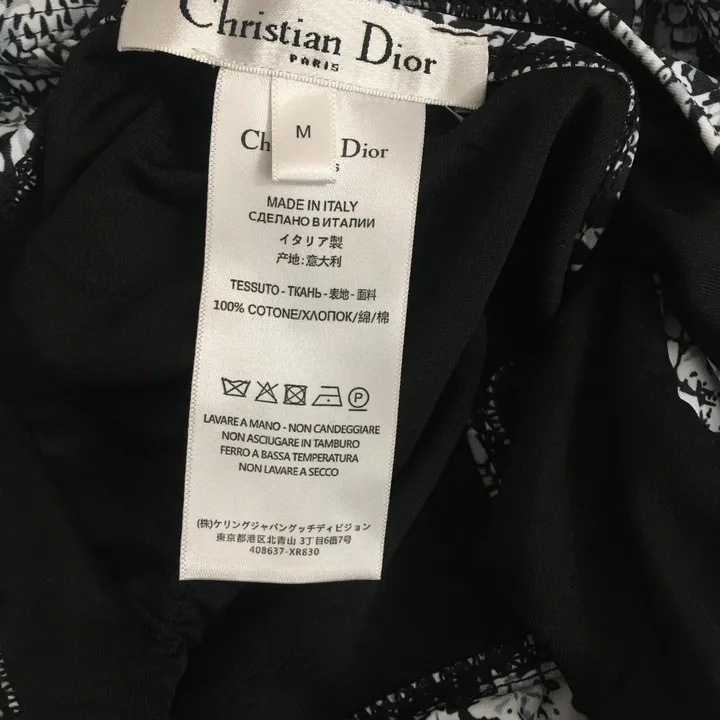 Christian Dior
PARIS
M
Ch Dior
s
MADE IN ITALY
СДЕЛАНО В ИТАЛИИ
イタリア製
产地:意大利
TESSUTO - ТКАНЬ - 表地 - 面料
100% COTONE/ХЛОПОК/綿/棉
P
LAVARE A MANO - NON CANDEGGIARE
NON ASCIUGARE IN TAMBURO
FERRO A BASSA TEMPERATURA
NON LAVARE A SECCO
(株)ケリングジャパングッチディビジョン
東京都港区北青山 3丁目6番7号
408637-XR830